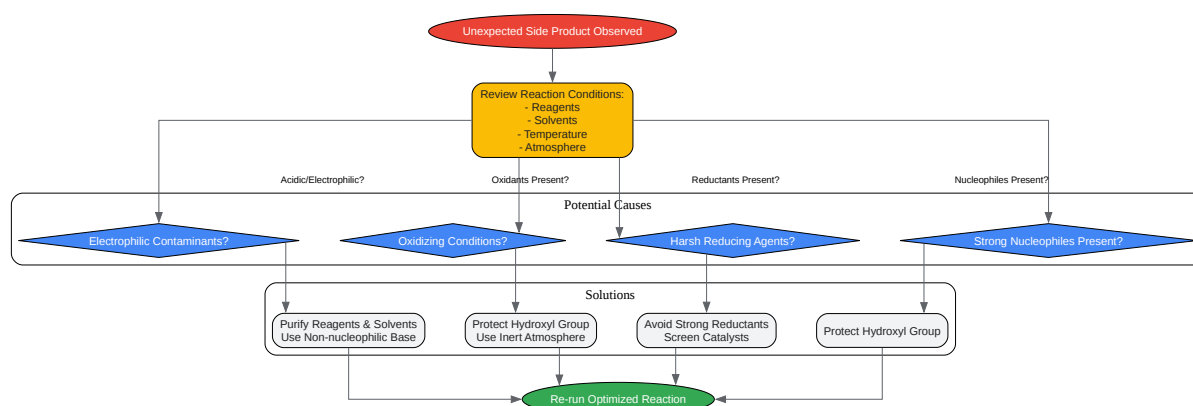 Unexpected Side Product Observed
Review Reaction Conditions:
- Reagents
- Solvents
- Temperature
- Atmosphere
Acidic/Electrophilic?
Oxidants Present?
Reductants Present?
Nucleophiles Present?
Potential Causes
Electrophilic Contaminants?
Oxidizing Conditions?
Harsh Reducing Agents?
Strong Nucleophiles Present?
Solutions
Purify Reagents & Solvents
Use Non-nucleophilic Base
Protect Hydroxyl Group
Use Inert Atmosphere
Avoid Strong Reductants
Screen Catalysts
Protect Hydroxyl Group
Re-run Optimized Reaction